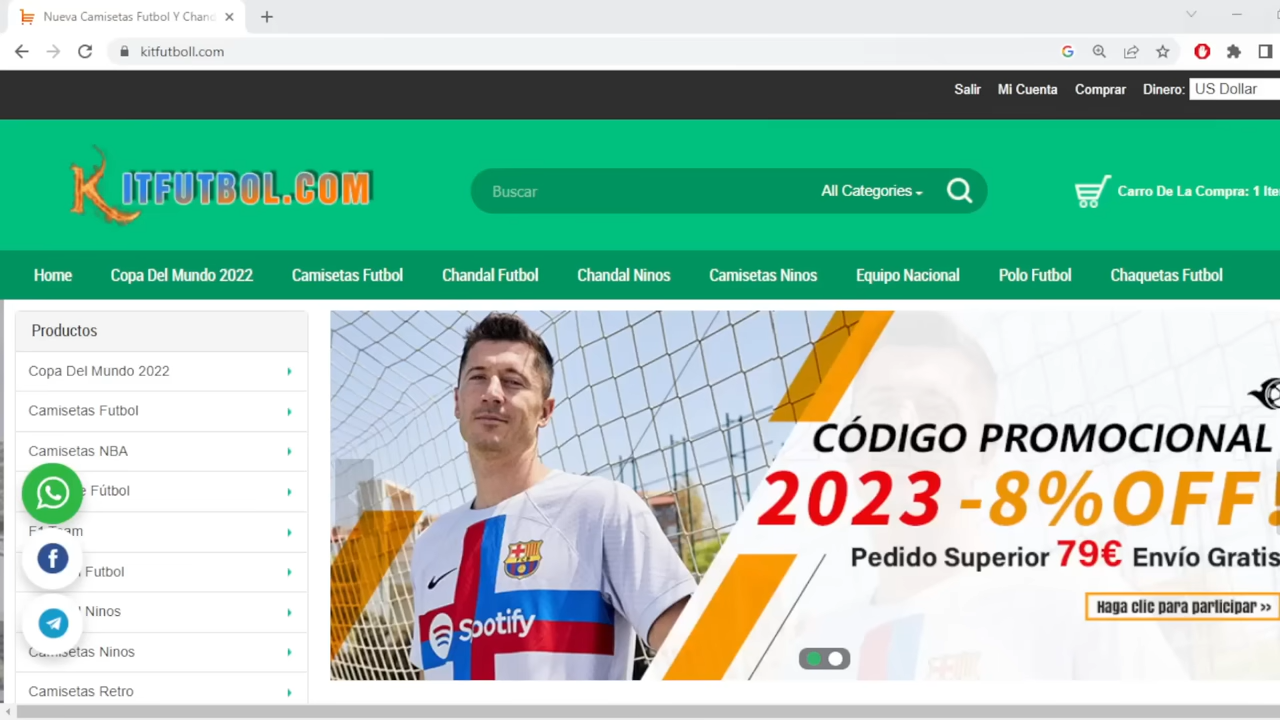 Nueva Camisetas Futbol Y Chand
kitfutboll.com
Salir Mi Cuenta Comprar Dinero: US Dollar
KITFUTBOL.COM
Buscar All Categories
Carro De La Compra: 1 Ite
Home Copa Del Mundo 2022 Camisetas Futbol Chandal Futbol Chandal Ninos Camisetas Ninos Equipo Nacional Polo Futbol Chaquetas Futbol
Productos
Copa Del Mundo 2022
Camisetas Futbol
Camisetas NBA
e Fútbol
F1 Team
Futbol
Ninos
Camisetas Ninos
Camisetas Retro
CÓDIGO PROMOCIONAL
2023 -8%OFF!
Pedido Superior 79€ Envío Gratis
Haga clic para participar >>
Spotify